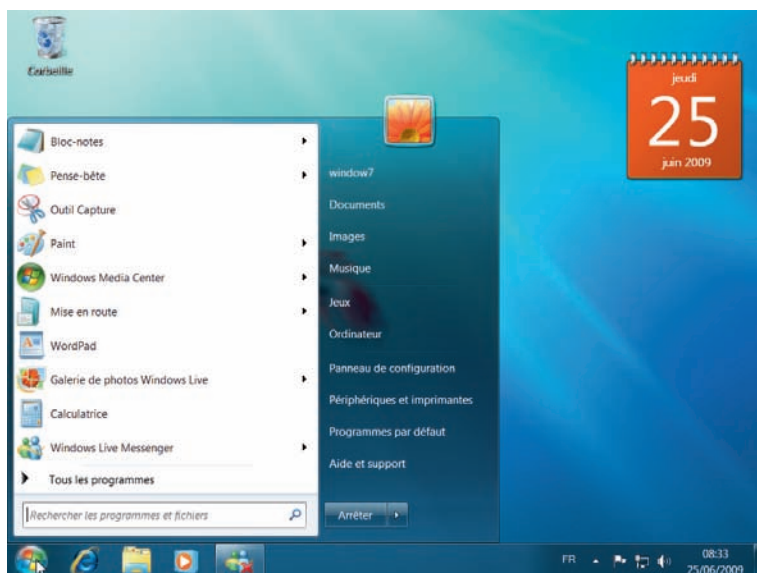 Corbeille
jeudi
25
juin 2009
Bloc-notes
Pense-bête
Outil Capture
Paint
Windows Media Center
Mise en route
WordPad
Galerie de photos Windows Live
Calculatrice
Windows Live Messenger
Tous les programmes
Rechercher les programmes et fichiers
window7
Documents
Images
Musique
Jeux
Ordinateur
Panneau de configuration
Périphériques et imprimantes
Programmes par défaut
Aide et support
Arrêter
FR
08:33
25/06/2009